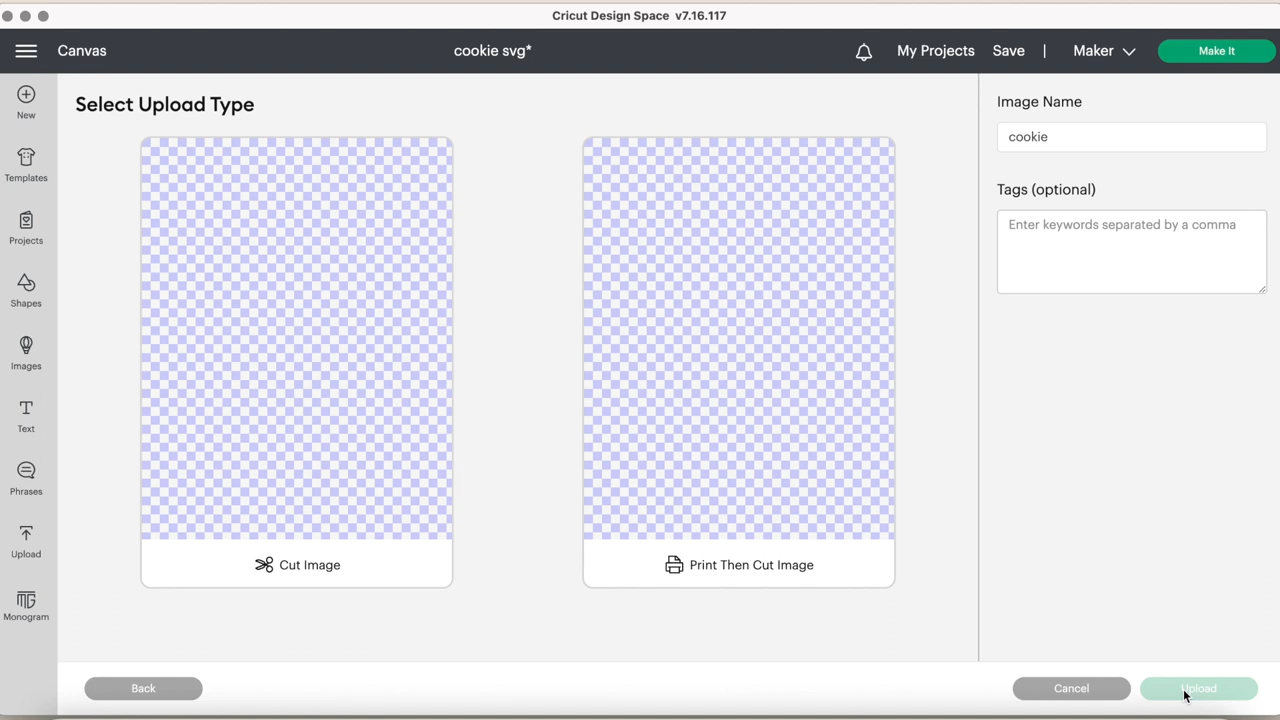 Cricut Design Space v7.16.117
Canvas
cookie svg*
My Projects
Save
|
Maker
Make It
New
Templates
Projects
Shapes
Images
Text
Phrases
Upload
Monogram
Select Upload Type
Cut Image
Print Then Cut Image
Image Name
cookie
Tags (optional)
Enter keywords separated by a comma
Back
Cancel
Upload